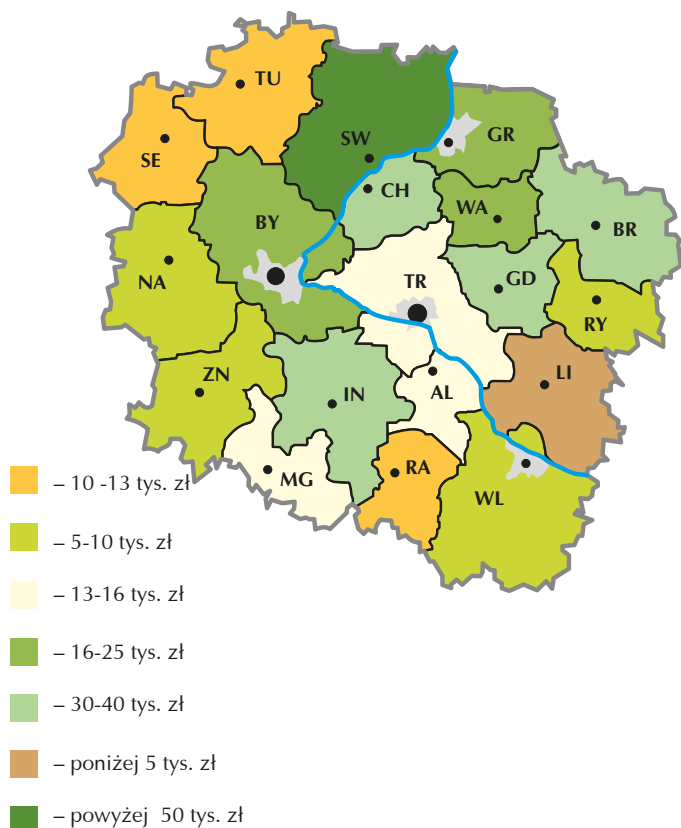 TU
SE
SW
GR
CH
WA
BY
BR
NA
TR
GD
RY
ZN
IN
AL
LI
MG
RA
WL
– 10 -13 tys. zł
– 5-10 tys. zł
– 13-16 tys. zł
– 16-25 tys. zł
– 30-40 tys. zł
– poniżej 5 tys. zł
– powyżej 50 tys. zł